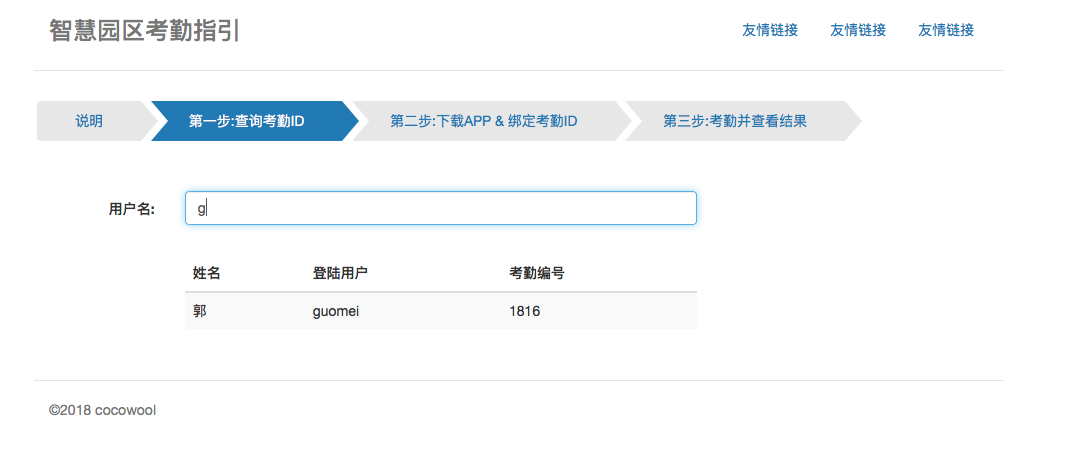 智慧园区考勤指引 友情链接 友情链接 友情链接
说明 第一步:查询考勤ID 第二步:下载APP & 绑定考勤ID 第三步:考勤并查看结果
用户名: g
姓名 登陆用户 考勤编号
郭 guomei 1816
©2018 cocowool